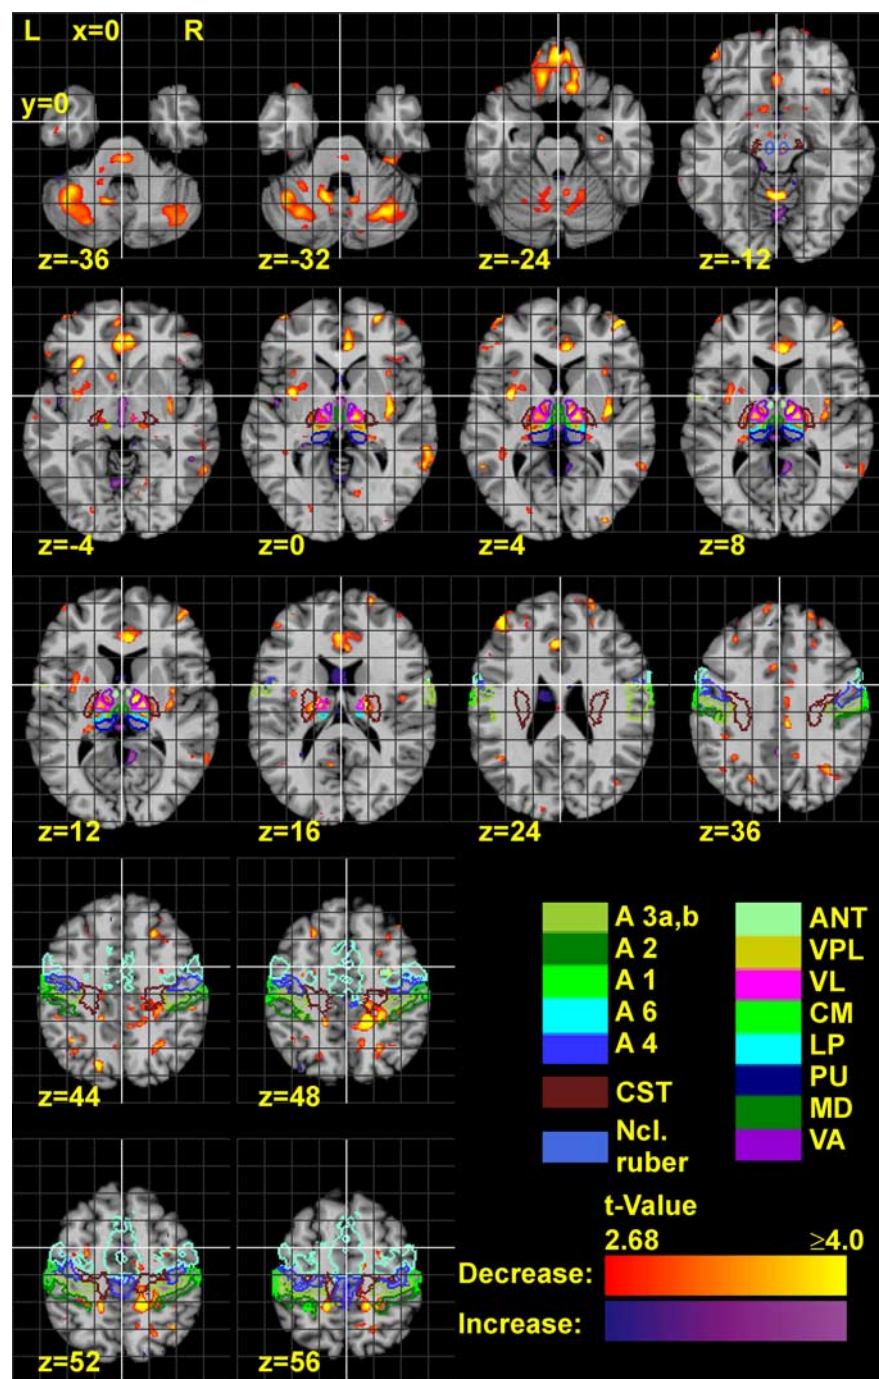 L x=0 R
y=0
z=-36 z=-32 z=-24 z=-12
z=-4 z=0 z=4 z=8
z=12 z=16 z=24 z=36
z=44 z=48
A 3a,b
A 2
A 1
A 6
A 4
CST
Ncl.
ruber
ANT
VPL
VL
CM
LP
PU
MD
VA
z=52 z=56
t-Value
2.68 ≥4.0
Decrease:
Increase: